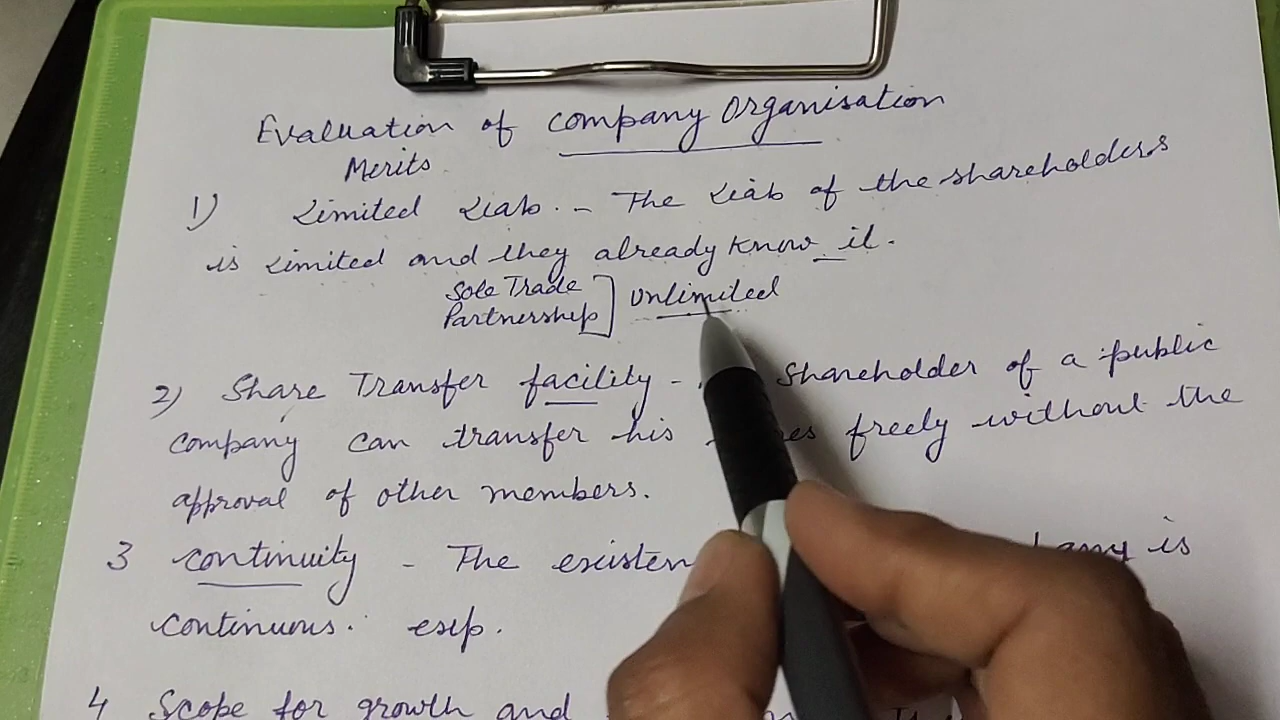 Evaluation of Company Organisation
Merits
1) Limited Liab. - The Liab of the shareholders
is Limited and they already know it.
Sole Trade
Partnership ] Unlimited
2) Share Transfer facility - Shareholder of a public
company can transfer his freely without the
approval of other members.
3 continuity - The is
continuous. esp.
4 Scope for growth and